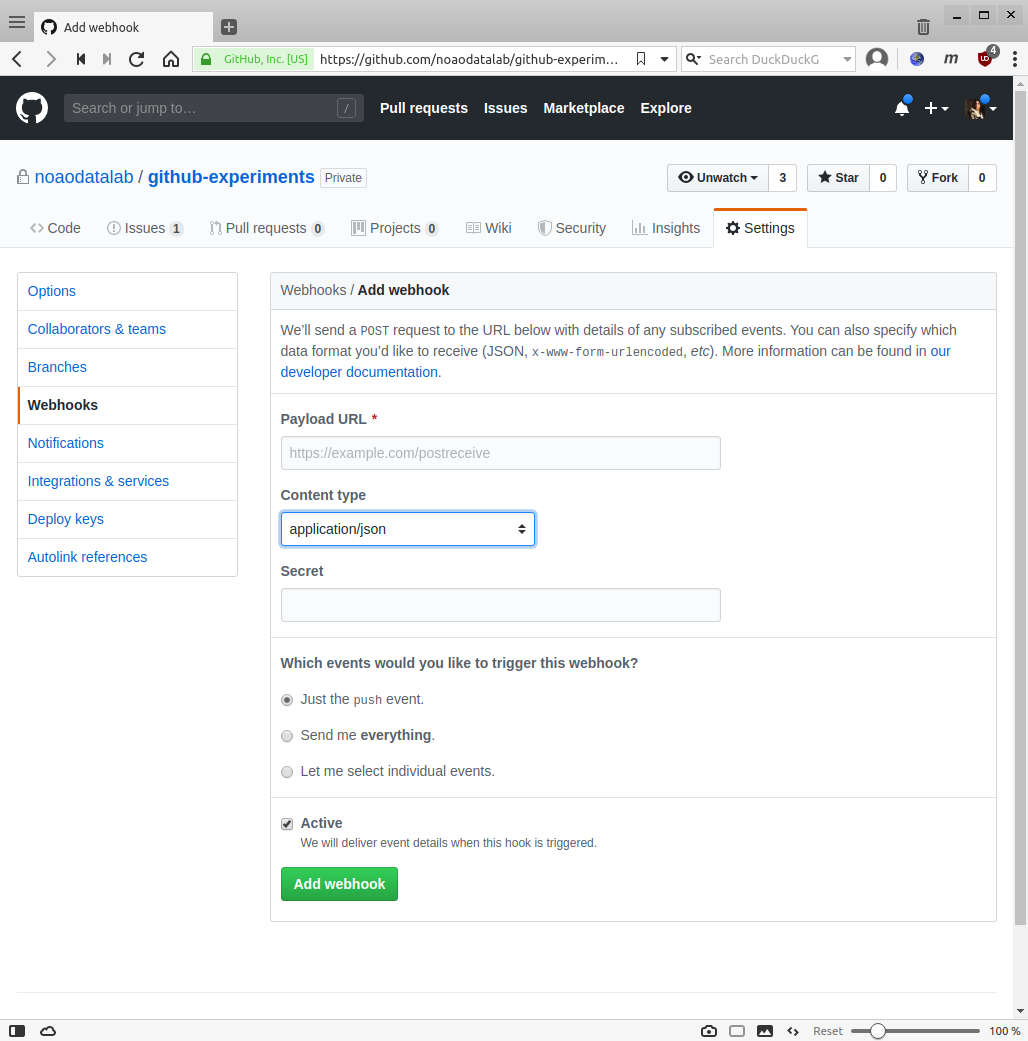 Add webhook
GitHub, Inc. [US]
https://github.com/noaodatalab/github-experim...
Search DuckDuckG
m
4
Search or jump to…
/
Pull requests
Issues
Marketplace
Explore
noaodatalab / github-experiments
Private
Unwatch
3
Star
0
Fork
0
Code
Issues 1
Pull requests 0
Projects 0
Wiki
Security
Insights
Settings
Options
Collaborators & teams
Branches
Webhooks
Notifications
Integrations & services
Deploy keys
Autolink references
Webhooks / Add webhook
We’ll send a POST request to the URL below with details of any subscribed events. You can also specify which
data format you’d like to receive (JSON, x-www-form-urlencoded, etc). More information can be found in our
developer documentation.
Payload URL *
https://example.com/postreceive
Content type
application/json
Secret
Which events would you like to trigger this webhook?
Just the push event.
Send me everything.
Let me select individual events.
Active
We will deliver event details when this hook is triggered.
Add webhook
Reset
100 %